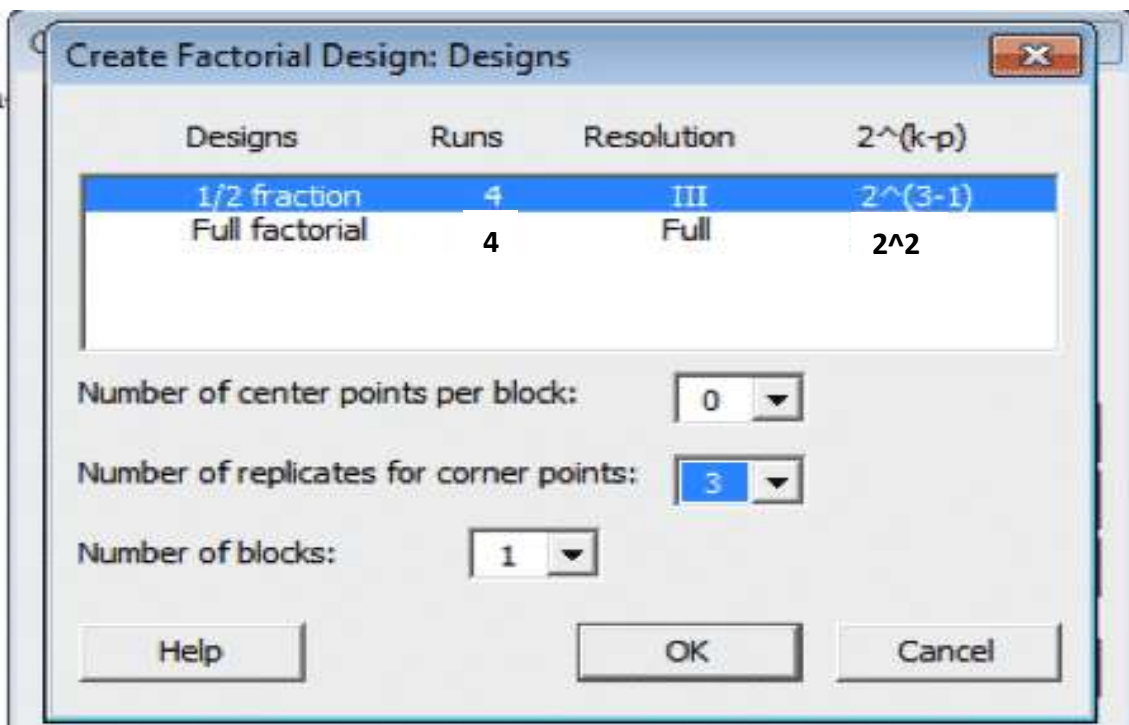 Create Factorial Design: Designs
Designs Runs Resolution 2^(k-p)
1/2 fraction 4 III 2^(3-1)
Full factorial 4 Full 2^2
Number of center points per block: 0
Number of replicates for corner points: 3
Number of blocks: 1
Help OK Cancel